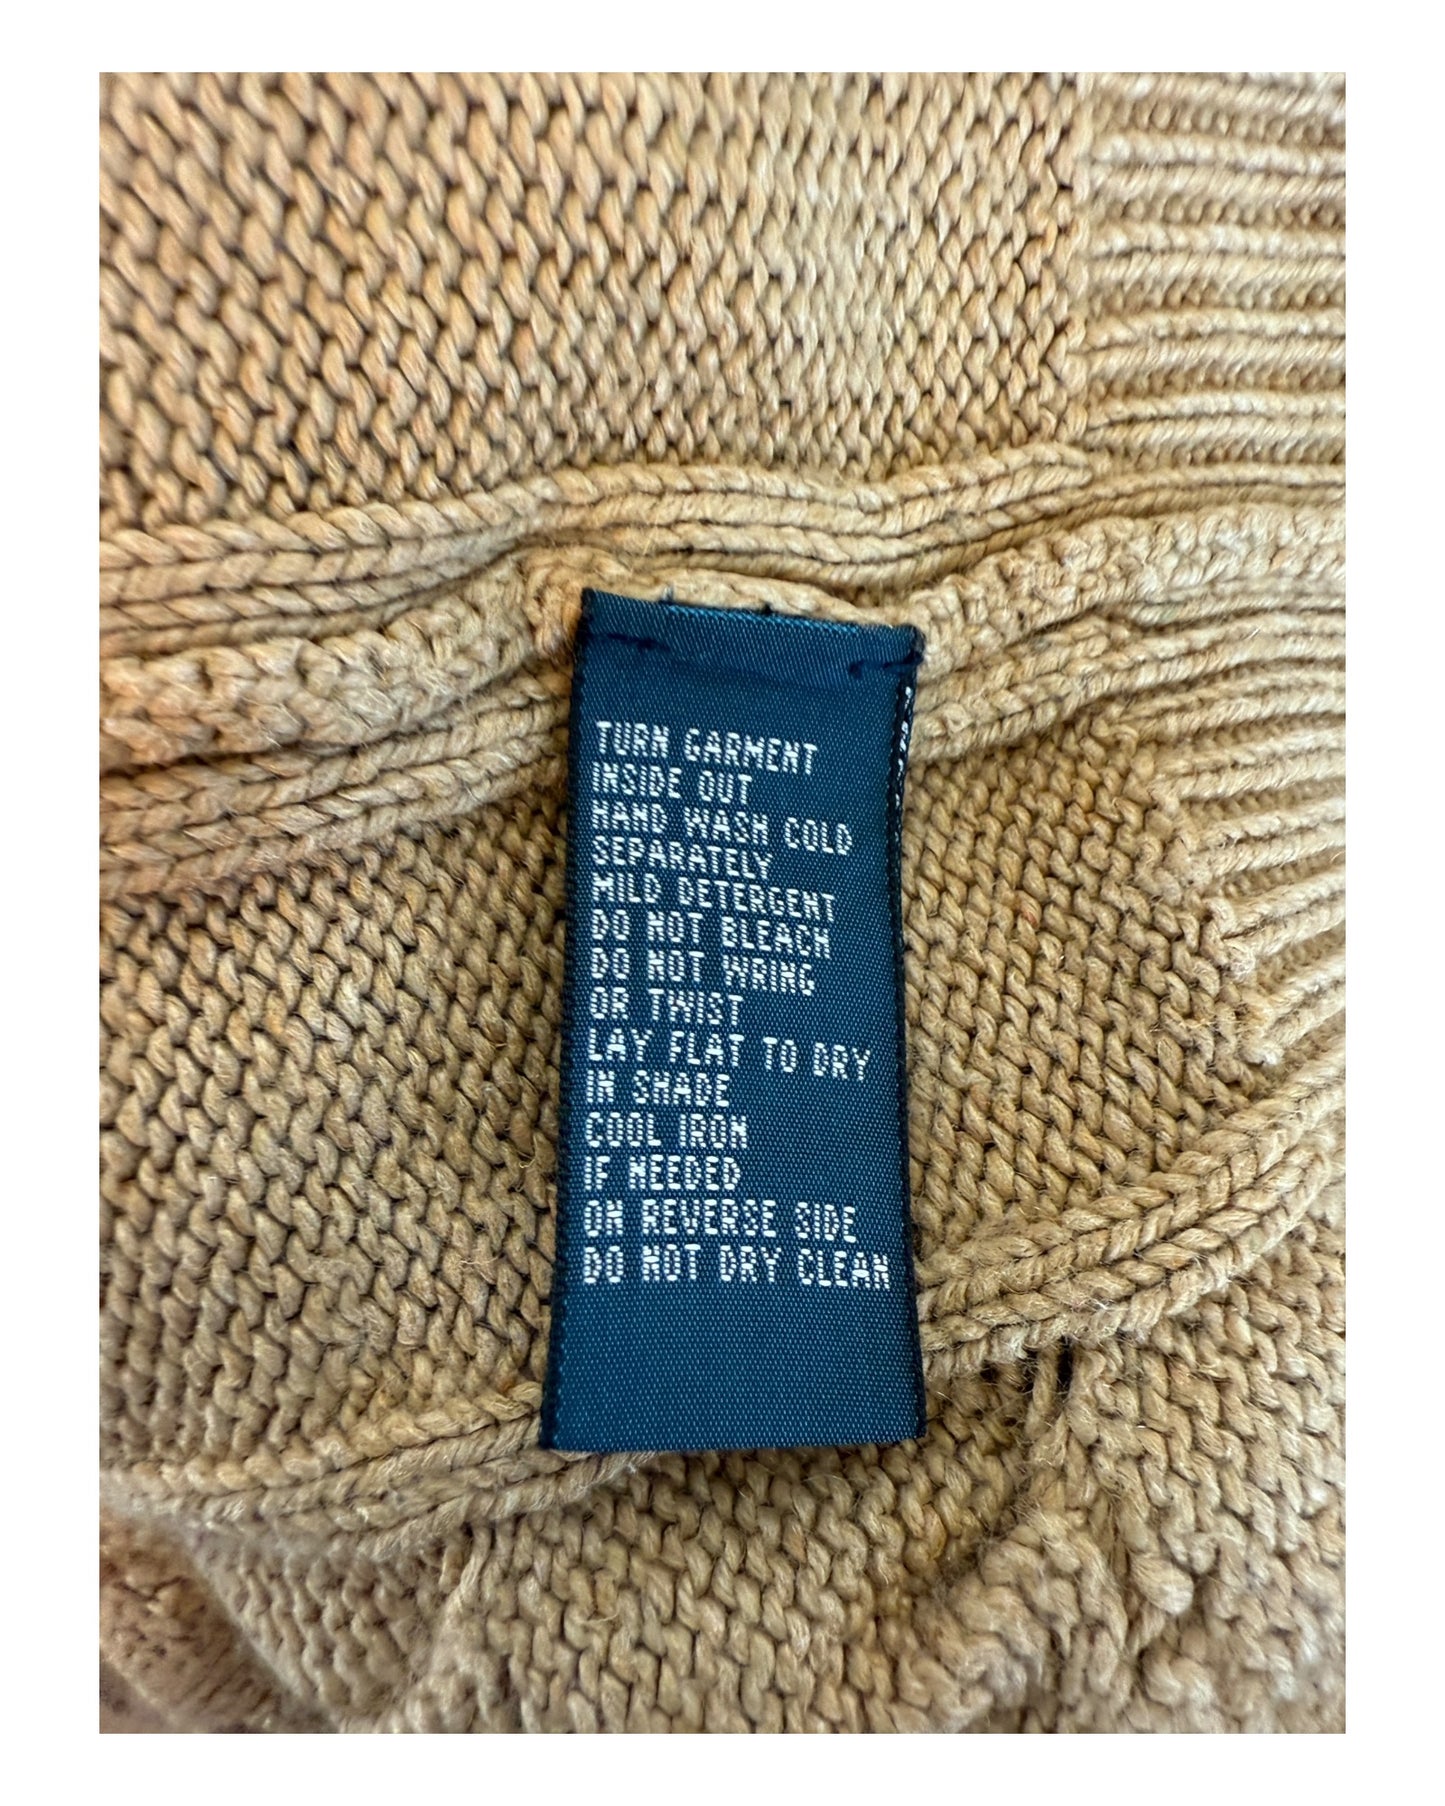 TURN GARMENT
INSIDE OUT
HAND WASH COLD
SEPARATELY
MILD DETERGENT
DO NOT BLEACH
DO NOT WRING
OR TWIST
LAY FLAT TO DRY
IN SHADE
COOL IRON
IF NEEDED
ON REVERSE SIDE
DO NOT DRY CLEAN